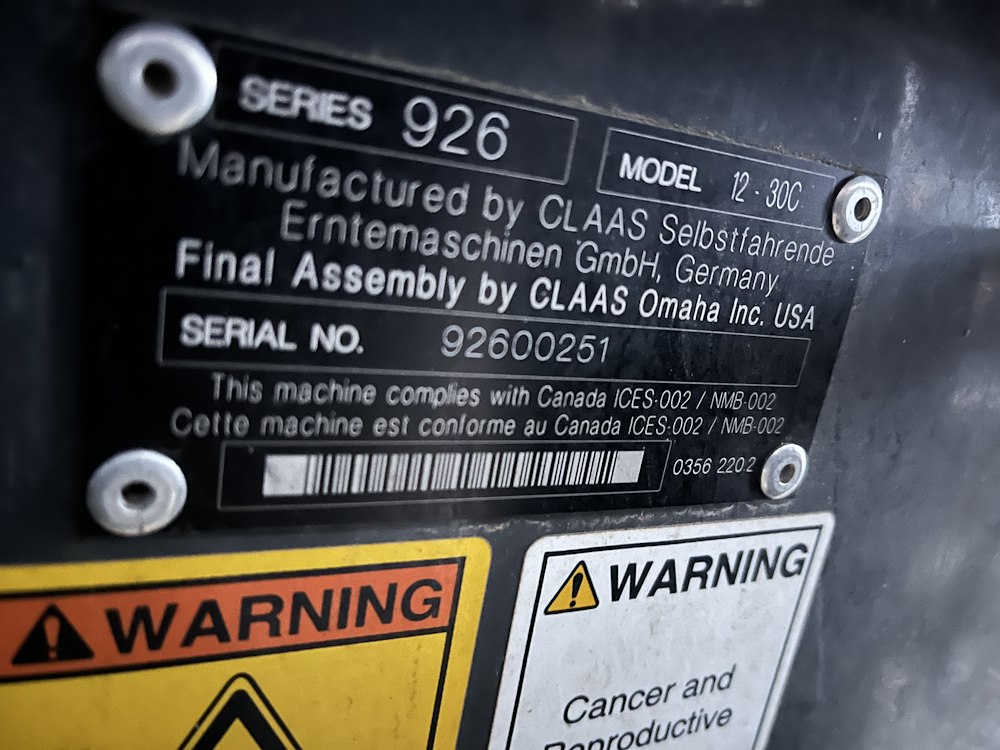 SERIES 926
MODEL 12-30C
Manufactured by CLAAS Selbstfahrende
Erntemaschinen GmbH, Germany
Final Assembly by CLAAS Omaha Inc. USA
SERIAL NO. 92600251
This machine complies with Canada ICES-002 / NMB-002
Cette machine est conforme au Canada ICES-002 / NMB-002
0356 220 2
WARNING
WARNING
Cancer and
Reproductive